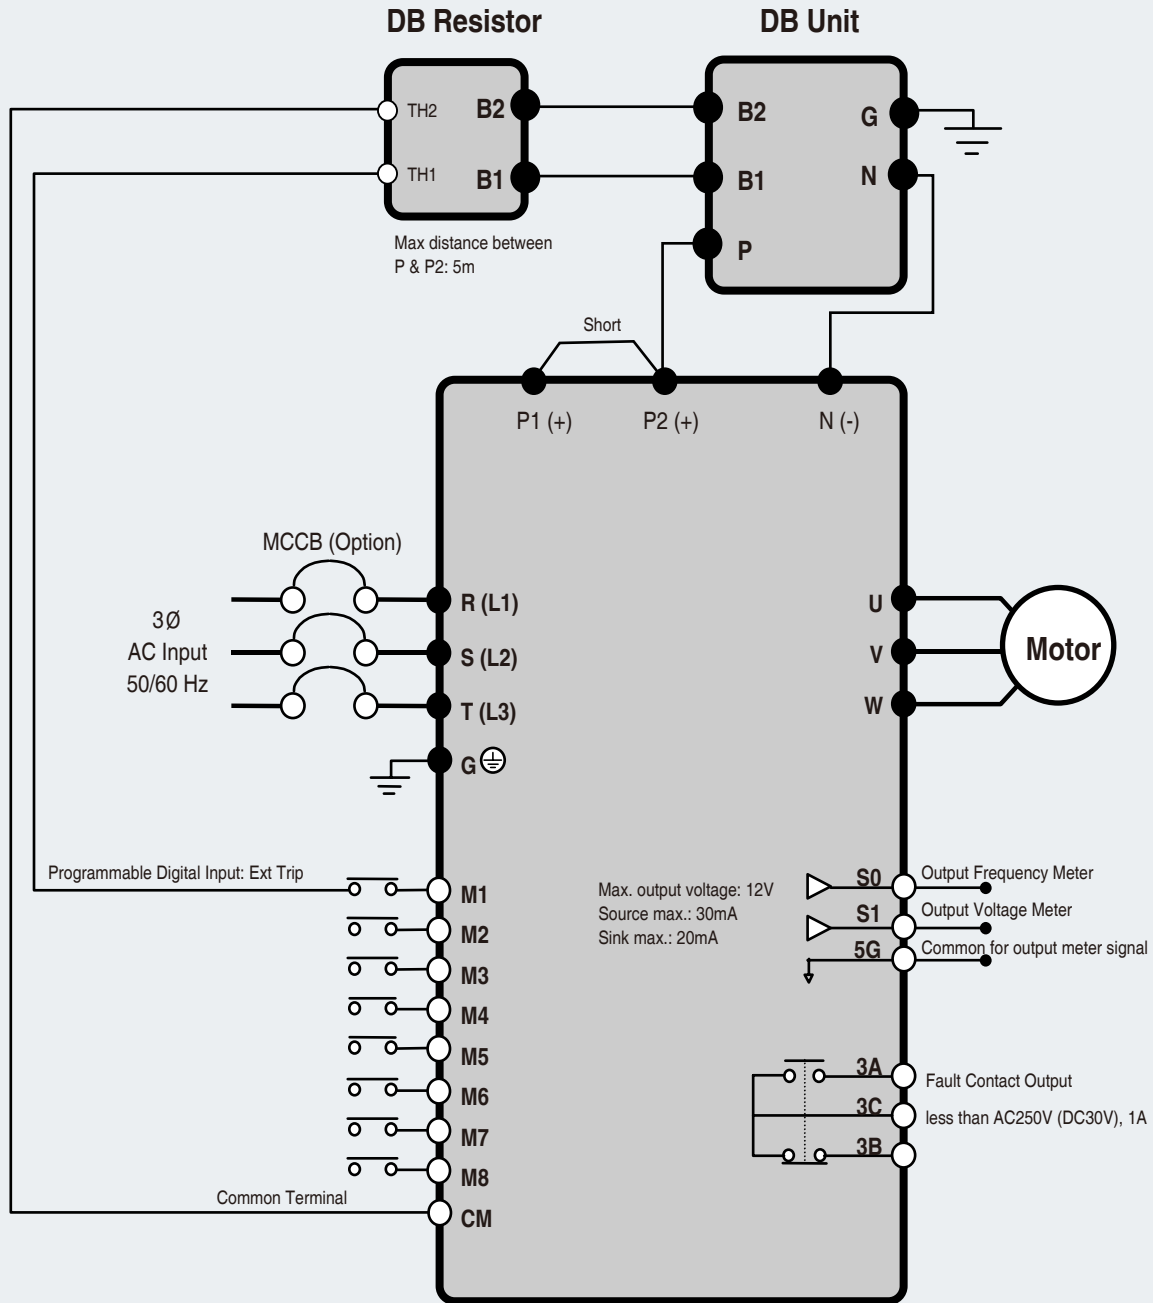 DB Resistor
DB Unit
TH2
B2
B2
G
TH1
B1
B1
N
P
Max distance between
P & P2: 5m
Short
P1 (+)
P2 (+)
N (-)
MCCB (Option)
3Ø
AC Input
50/60 Hz
R (L1)
S (L2)
T (L3)
G
U
V
W
Motor
Programmable Digital Input: Ext Trip
M1
M2
M3
M4
M5
M6
M7
M8
Common Terminal
CM
Max. output voltage: 12V
Source max.: 30mA
Sink max.: 20mA
S0
Output Frequency Meter
S1
Output Voltage Meter
5G
Common for output meter signal
3A
Fault Contact Output
3C
less than AC250V (DC30V), 1A
3B